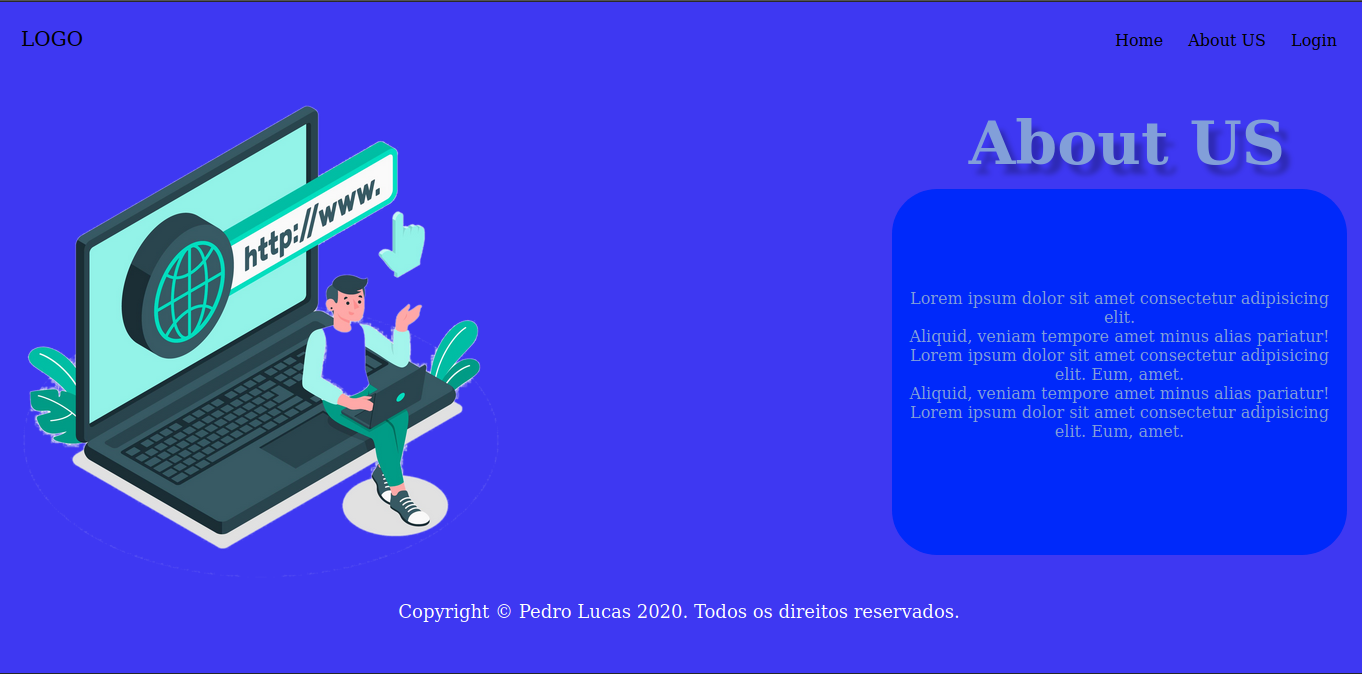 LOGO
Home About US Login
http://www.
About US
Lorem ipsum dolor sit amet consectetur adipisicing
elit.
Aliquid, veniam tempore amet minus alias pariatur!
Lorem ipsum dolor sit amet consectetur adipisicing
elit. Eum, amet.
Aliquid, veniam tempore amet minus alias pariatur!
Lorem ipsum dolor sit amet consectetur adipisicing
elit. Eum, amet.
Copyright © Pedro Lucas 2020. Todos os direitos reservados.